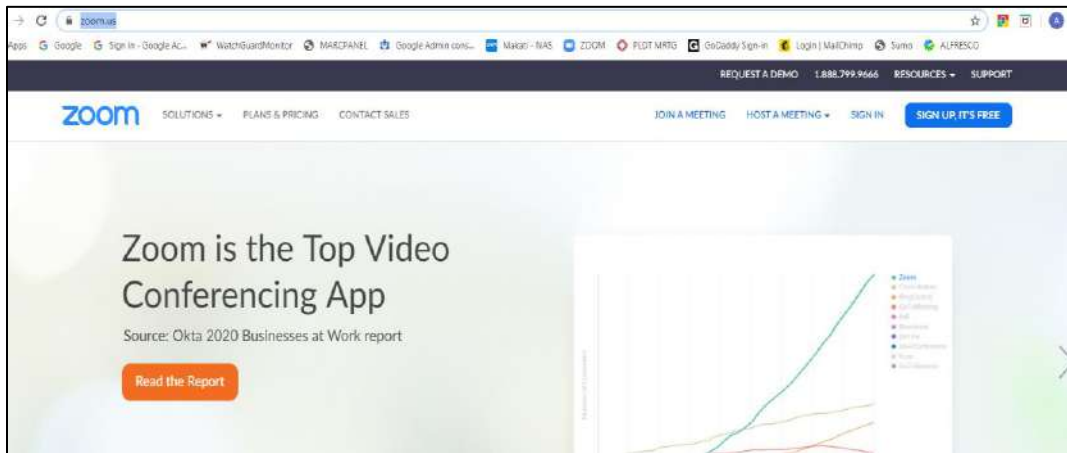 zoom.us
Apps Google Sign in - Google Ac... WatchGuardMonitor MARCPANEL Google Admin cons... Makati - NAS ZOOM PLDT MRTG GoDaddy Sign-in Login | MailChimp Sumo ALFRESCO
REQUEST A DEMO 1.888.799.9666 RESOURCES SUPPORT
zoom SOLUTIONS PLANS & PRICING CONTACT SALES JOIN A MEETING HOST A MEETING SIGN IN SIGN UP, IT'S FREE
Zoom is the Top Video
Conferencing App
Source: Okta 2020 Businesses at Work report
Read the Report
Zoom